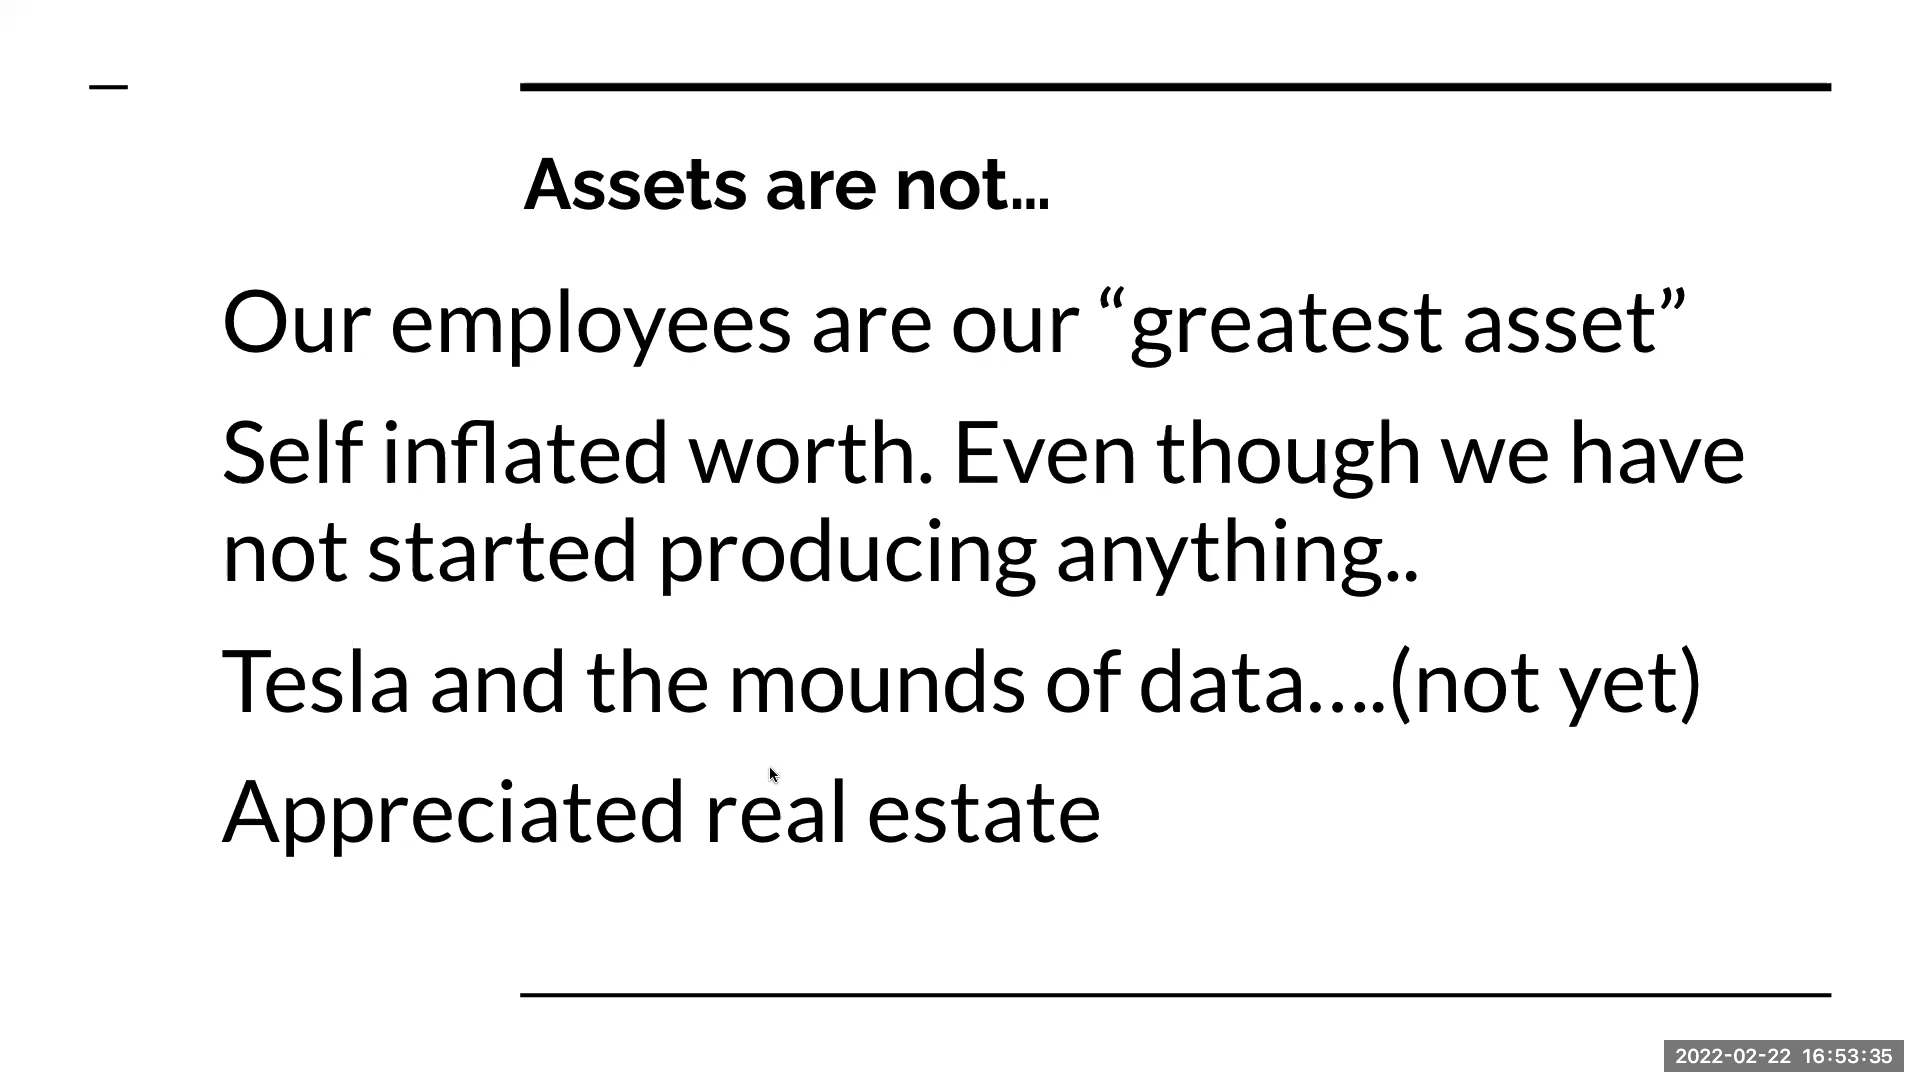 Assets are not…
Our employees are our “greatest asset”
Self inflated worth. Even though we have
not started producing anything..
Tesla and the mounds of data….(not yet)
Appreciated real estate
2022-02-22 16:53:35